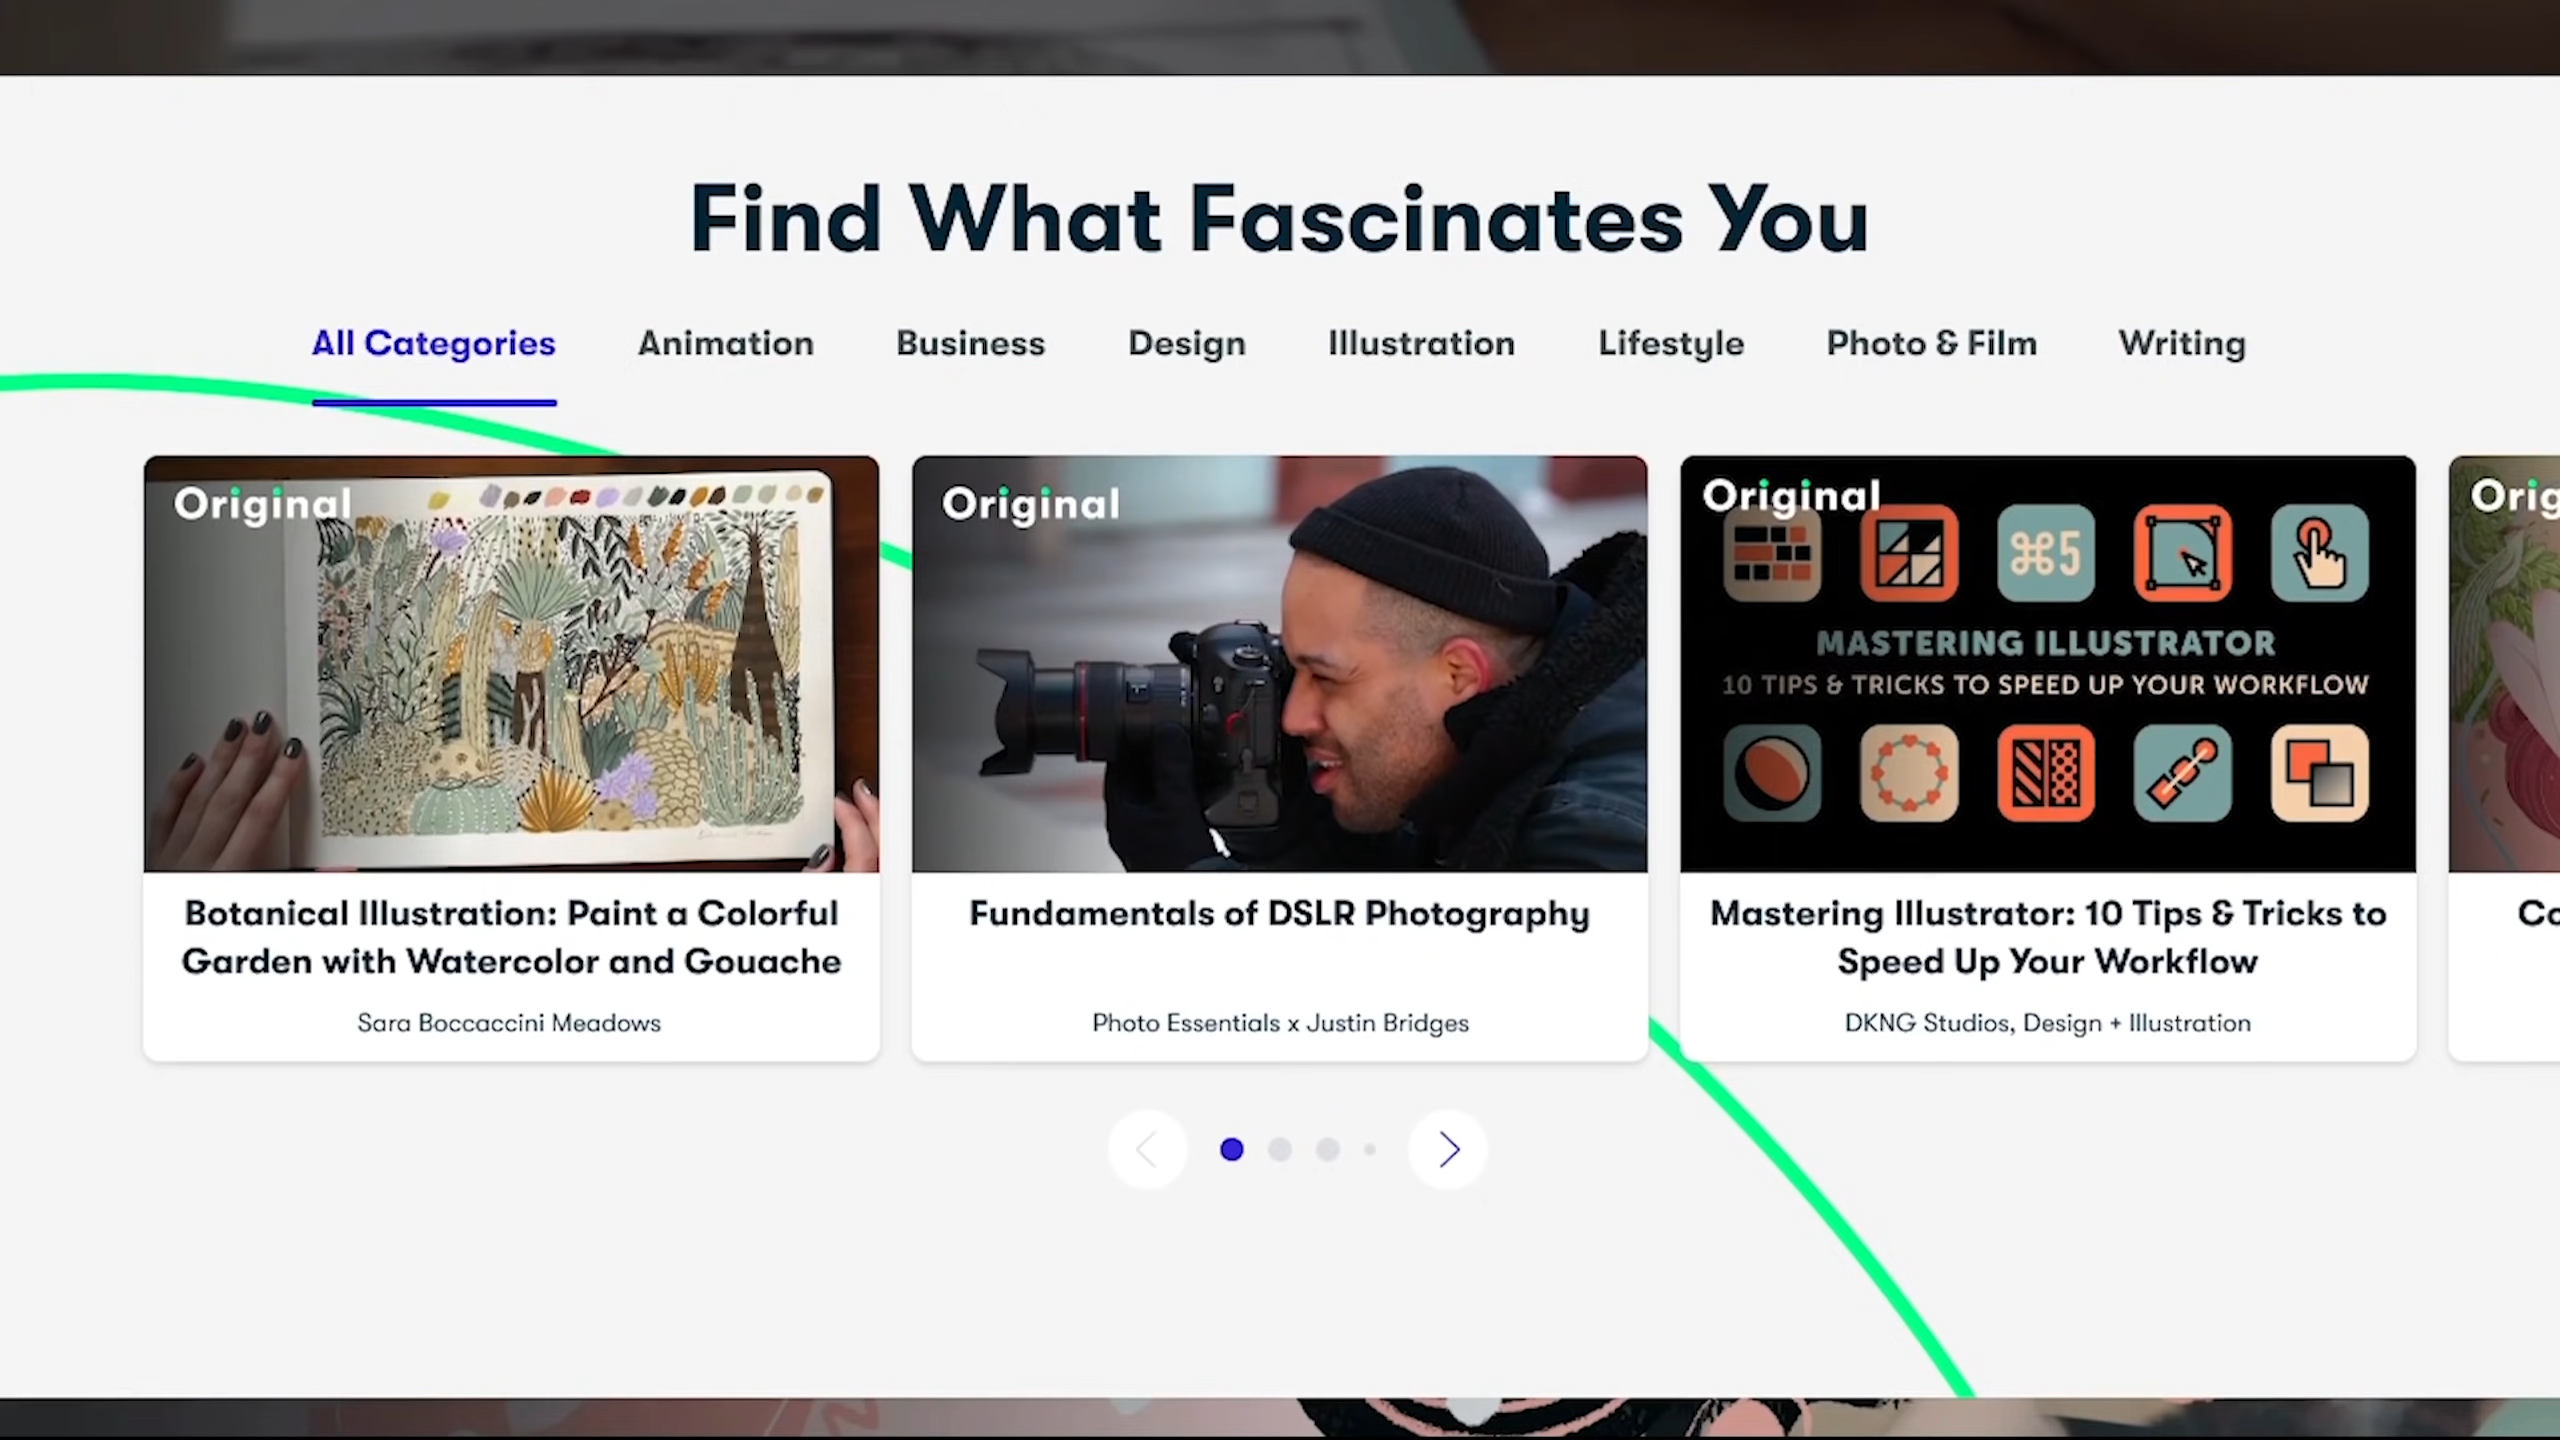 Find What Fascinates You
All Categories Animation Business Design Illustration Lifestyle Photo & Film Writing
Original
Original
Original
⌘5
MASTERING ILLUSTRATOR
10 TIPS & TRICKS TO SPEED UP YOUR WORKFLOW
Botanical Illustration: Paint a Colorful
Garden with Watercolor and Gouache
Sara Boccaccini Meadows
Fundamentals of DSLR Photography
Photo Essentials x Justin Bridges
Mastering Illustrator: 10 Tips & Tricks to
Speed Up Your Workflow
DKNG Studios, Design + Illustration
Orig
Co